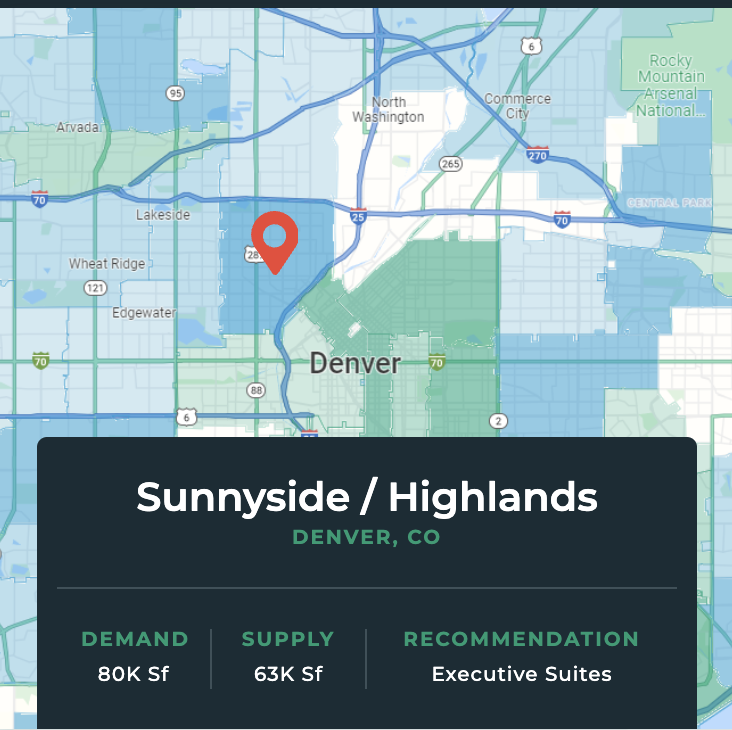 6
Rocky
Mountain
Arsenal
National...
95
North
Washington
Commerce
City
Arvada
265
270
70
CENTRAL PARK
Lakeside
25
70
Wheat Ridge
121
Edgewater
70
Denver
70
88
6
2
Sunnyside / Highlands
DENVER, CO
DEMAND
SUPPLY
RECOMMENDATION
80K Sf
63K Sf
Executive Suites